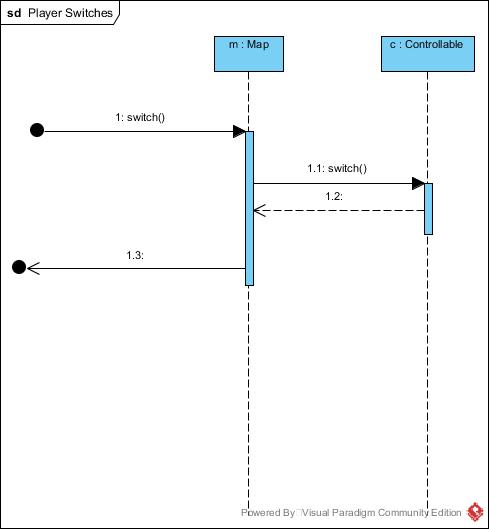 sd Player Switches
m : Map
c : Controllable
1: switch()
1.1: switch()
1.2:
1.3:
Powered By Visual Paradigm Community Edition